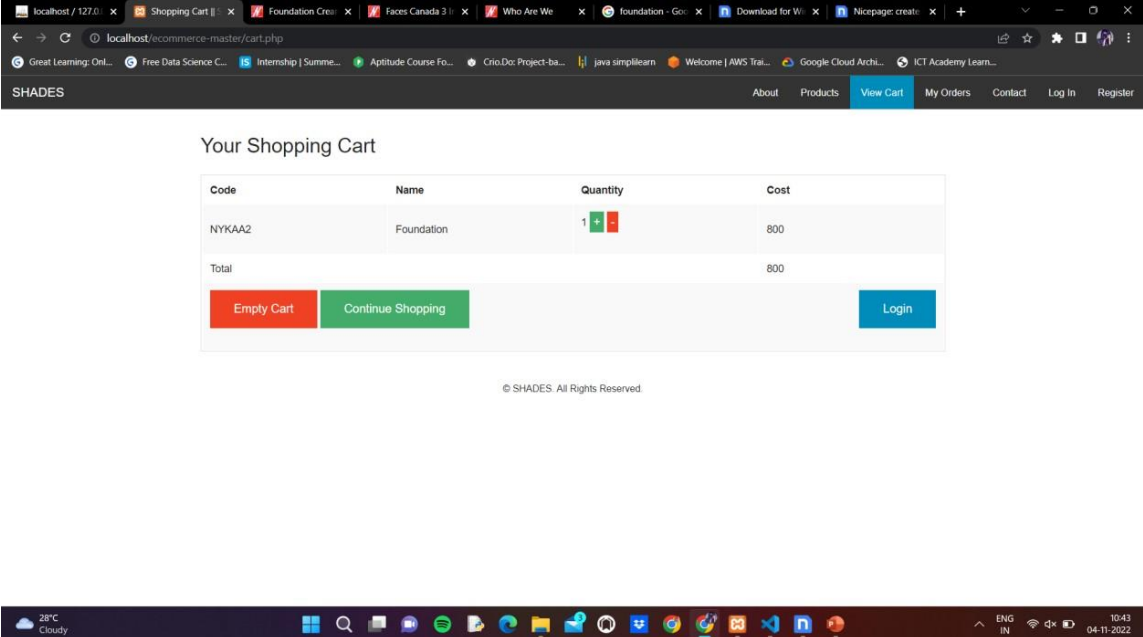 localhost / 127.0.
Shopping Cart ||
Foundation Crea
Faces Canada 3 I
Who Are We
foundation - Goo
Download for Wi
Nicepage: create
localhost/ecommerce-master/cart.php
Great Learning: Onl...
Free Data Science C...
Internship | Summe...
Aptitude Course Fo...
Crio.Do: Project-ba...
java simplilearn
Welcome | AWS Trai...
Google Cloud Archi...
ICT Academy Learn...
SHADES
About
Products
View Cart
My Orders
Contact
Log In
Register
Your Shopping Cart
Code Name Quantity Cost
NYKAA2 Foundation 1 + - 800
Total 800
Empty Cart
Continue Shopping
Login
© SHADES. All Rights Reserved.
28°C
Cloudy
ENG
IN
10:43
04-11-2022